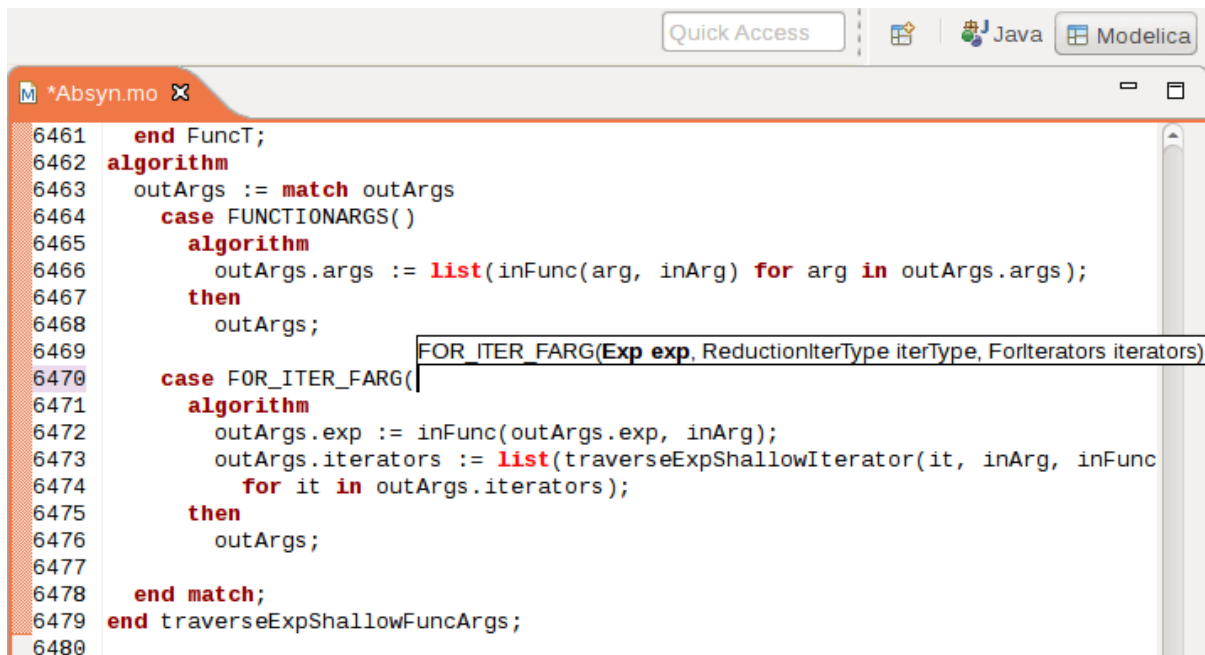 Quick Access Java Modelica
M *Absyn.mo
6461 end FuncT;
6462 algorithm
6463 outArgs := match outArgs
6464 case FUNCTIONARGS()
6465 algorithm
6466 outArgs.args := list(inFunc(arg, inArg) for arg in outArgs.args);
6467 then
6468 outArgs;
6469 FOR_ITER_FARG(Exp exp, ReductionIterType iterType, ForIterators iterators)
6470 case FOR_ITER_FARG(
6471 algorithm
6472 outArgs.exp := inFunc(outArgs.exp, inArg);
6473 outArgs.iterators := list(traverseExpShallowIterator(it, inArg, inFunc
6474 for it in outArgs.iterators);
6475 then
6476 outArgs;
6477
6478 end match;
6479 end traverseExpShallowFuncArgs;
6480